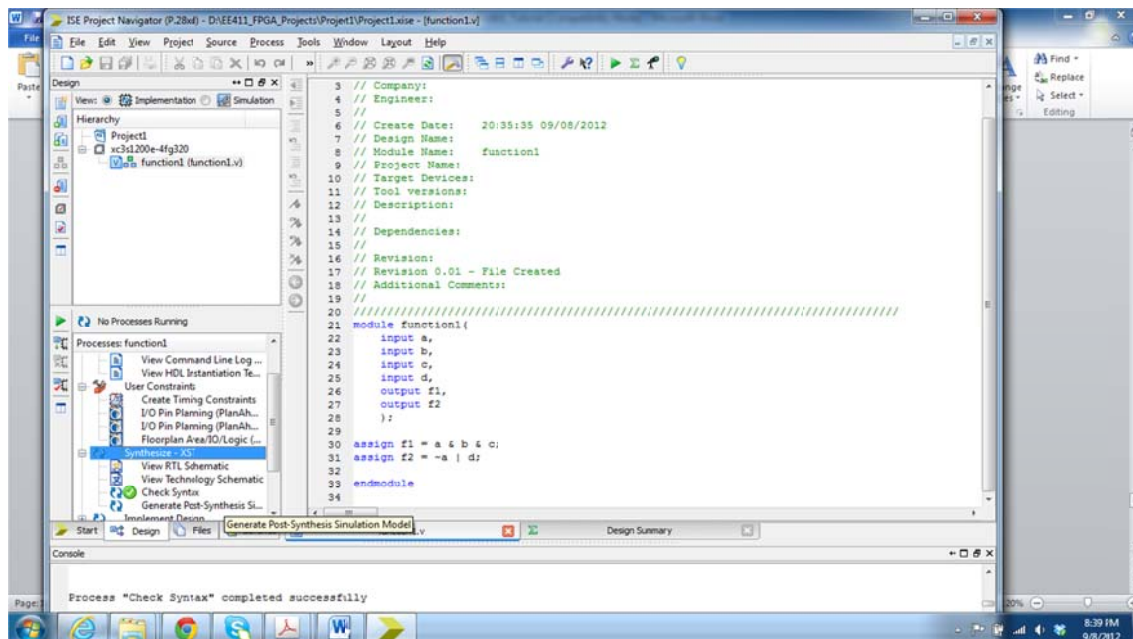 ISE Project Navigator (P.28xd) - D:\EE411_FPGA_Projects\Projet1\Project1.xise - [function1.v]
File
File Edit View Project Source Process Tools Window Layout Help
Paste
Find
Replace
Select
Editing
Design
View: Implementation Simulation
Hierarchy
Project1
xc3s1200e-4fg320
function1 (function1.v)
No Processes Running
Processes: function1
View Command Line Log ...
View HDL Irstantiation Te...
User Constraints
Create Timing Constraints
I/O Pin Planning (PlanAh...
I/O Pin Planning (PlanAh...
Floorplan Area/IO/Logic (...
Synthesize - XST
View RTL Schematic
View Technology Schematic
Check Syntax
Generate Post-Synthesis Si...
Implement Design
Generate Post-Synthesis Sinulation Model
3 // Company:
4 // Engineer:
5 //
6 // Create Date: 20:35:35 09/08/2012
7 // Design Name:
8 // Module Name: function1
9 // Project Name:
10 // Target Devices:
11 // Tool versions:
12 // Description:
13 //
14 // Dependencies:
15 //
16 // Revision:
17 // Revision 0.01 - File Created
18 // Additional Comments:
19 //
20 //////////////////////////////////////////////////////////////////////////////////
21 module function1(
22 input a,
23 input b,
24 input c,
25 input d,
26 output f1,
27 output f2
28 );
29
30 assign f1 = a & b & c;
31 assign f2 = ~a | d;
32
33 endmodule
34
Start Design Files
Design Summary
Console
Process "Check Syntax" completed successfully
Page:
20%
8:39 PM
9/8/2012